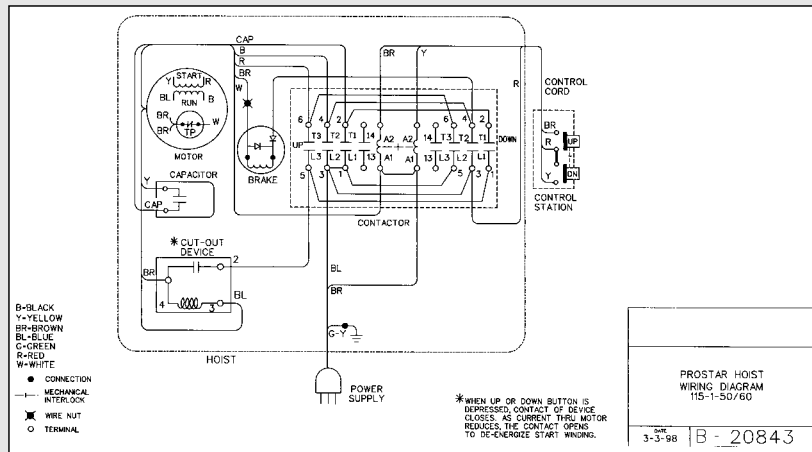 CAP
B
R
BR
W
BR
Y
R
CONTROL
CORD
Y
START
R
BL
RUN
B
BR
BR
TP
W
MOTOR
BRAKE
6 4 2
T3 T2 T1 14
A2 A2
6 4 2
14 T3 T2 T1
UP
DOWN
L3 L2 L1 13
A1 A1
13 L3 L2 L1
5 3 1
5 3 1
CONTACTOR
BR
R
Y
UP
DN
CONTROL
STATION
CAPACITOR
Y
CAP
* CUT-OUT
DEVICE
2
BR
BL
4
3
BL
BR
G-Y
HOIST
POWER
SUPPLY
B-BLACK
Y-YELLOW
BR-BROWN
BL-BLUE
G-GREEN
R-RED
W-WHITE
CONNECTION
MECHANICAL
INTERLOCK
WIRE NUT
TERMINAL
*WHEN UP OR DOWN BUTTON IS
DEPRESSED, CONTACT OF DEVICE
CLOSES. AS CURRENT THRU MOTOR
REDUCES, THE CONTACT OPENS
TO DE-ENERGIZE START WINDING.
PROSTAR HOIST
WIRING DIAGRAM
115-1-50/60
DATE
3-3-98
B - 20843